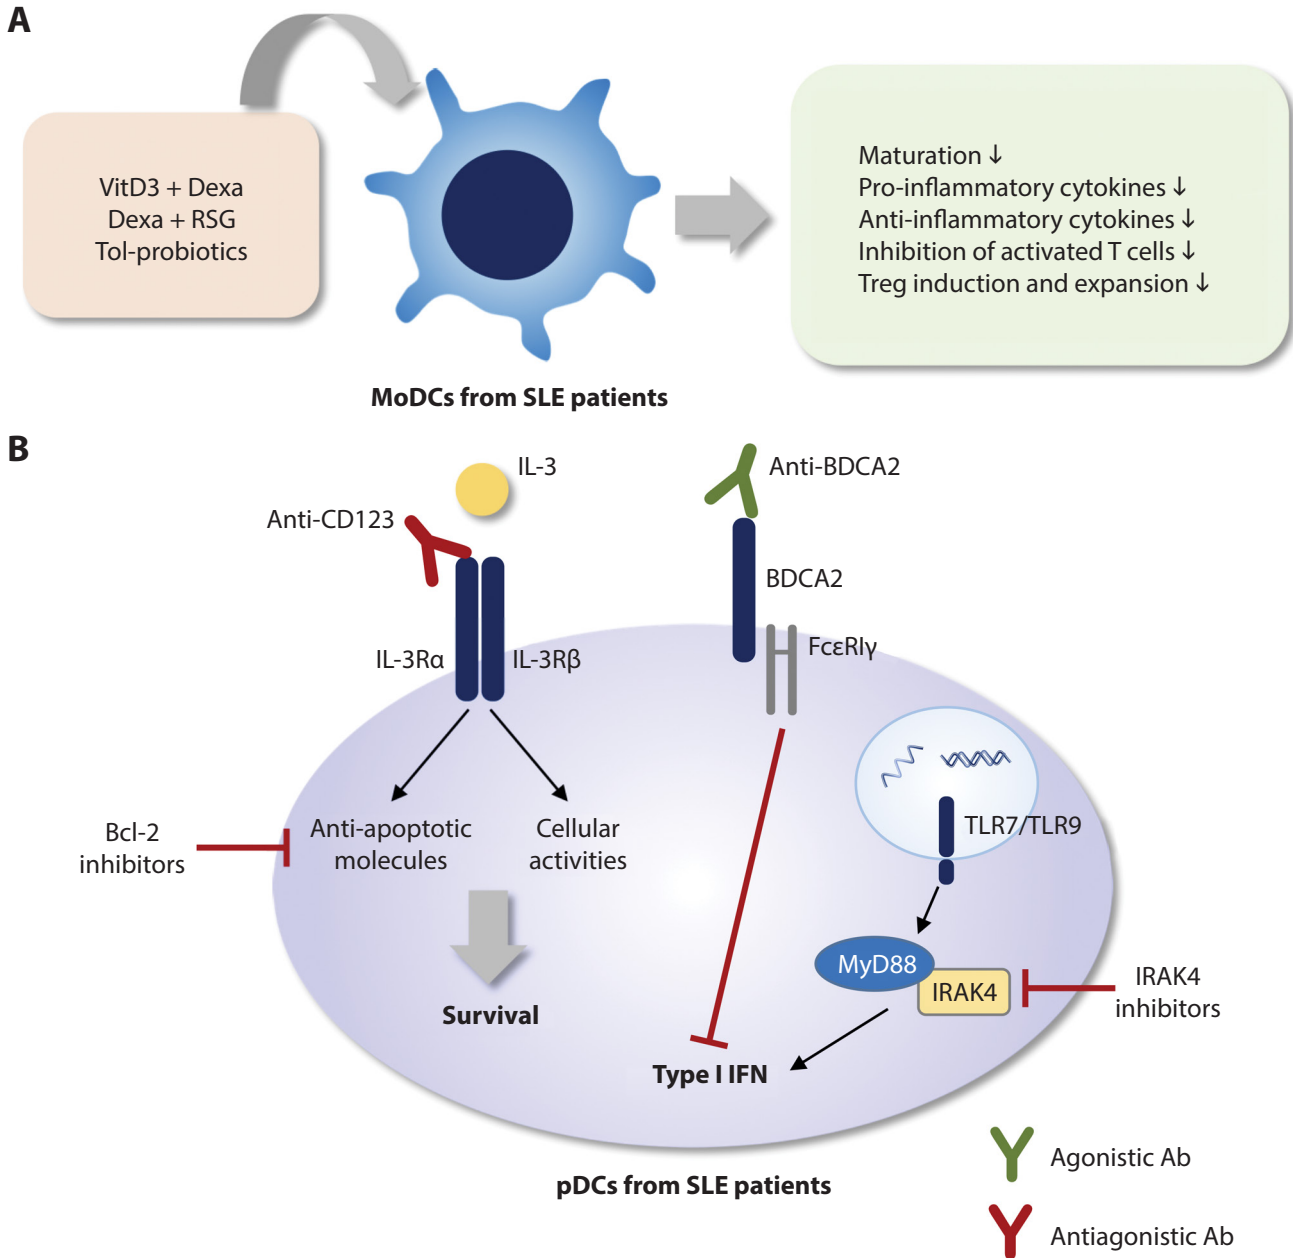 A
VitD3 + Dexa
Dexa + RSG
Tol-probiotics
Maturation ↓
Pro-inflammatory cytokines ↓
Anti-inflammatory cytokines ↓
Inhibition of activated T cells ↓
Treg induction and expansion ↓
MoDCs from SLE patients
B
IL-3
Anti-CD123
Anti-BDCA2
BDCA2
IL-3Rα
IL-3Rβ
FcεRIγ
TLR7/TLR9
Bcl-2
inhibitors
Anti-apoptotic
molecules
Cellular
activities
MyD88
IRAK4
IRAK4
inhibitors
Survival
Type I IFN
pDCs from SLE patients
Agonistic Ab
Antiagonistic Ab